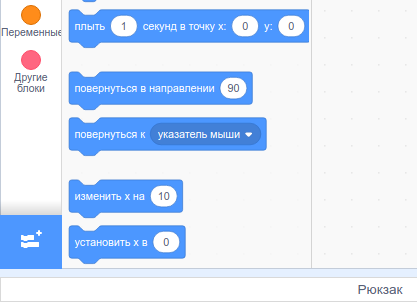 плыть 1 секунд в точку x: 0 y: 0
Переменные
Другие
блоки
повернуться в направлении 90
повернуться к указатель мыши
изменить x на 10
установить x в 0
Рюкзак